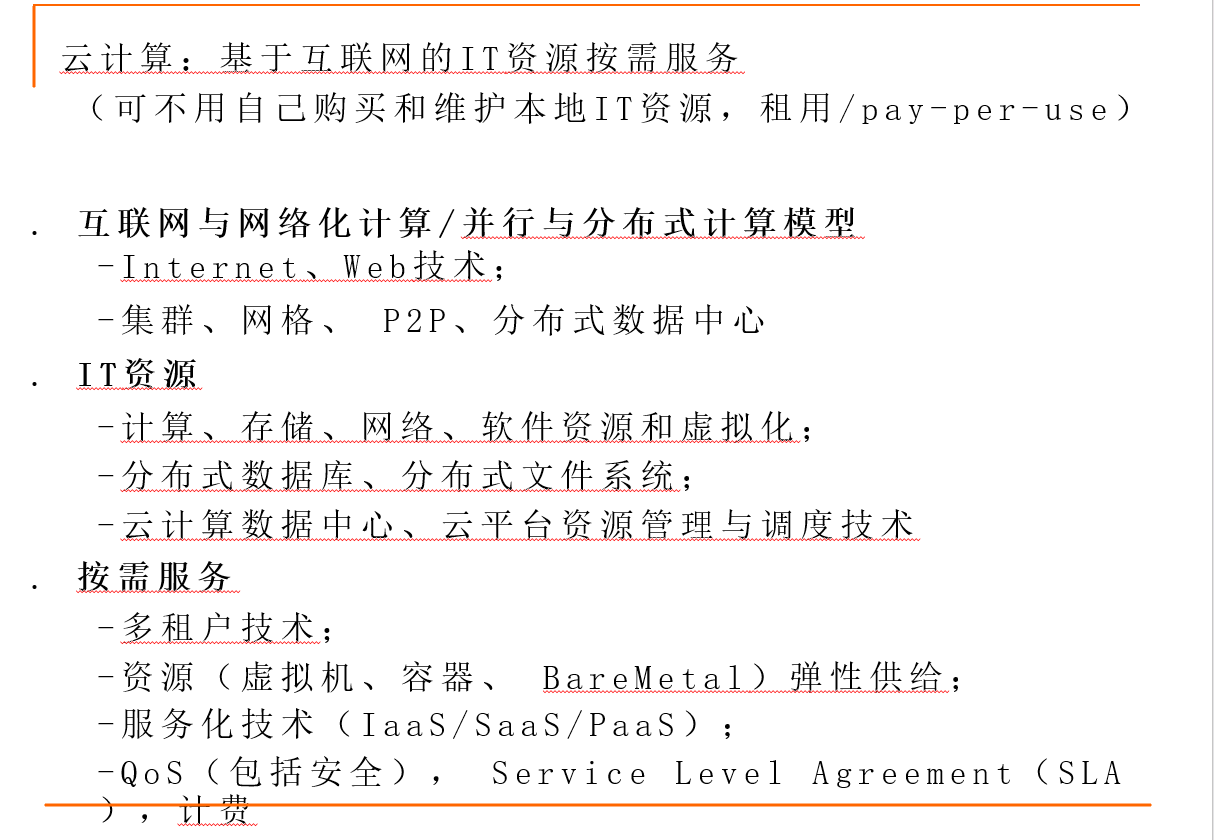 云计算：基于互联网的IT资源按需服务
（可不用自己购买和维护本地IT资源，租用/pay-per-use）
. 互联网与网络化计算/并行与分布式计算模型
-Internet、Web技术；
-集群、网格、 P2P、分布式数据中心
. IT资源
-计算、存储、网络、软件资源和虚拟化；
-分布式数据库、分布式文件系统；
-云计算数据中心、云平台资源管理与调度技术
. 按需服务
-多租户技术；
-资源（虚拟机、容器、 BareMetal）弹性供给；
-服务化技术（IaaS/SaaS/PaaS）；
-QoS（包括安全）， Service Level Agreement（SLA
），计费